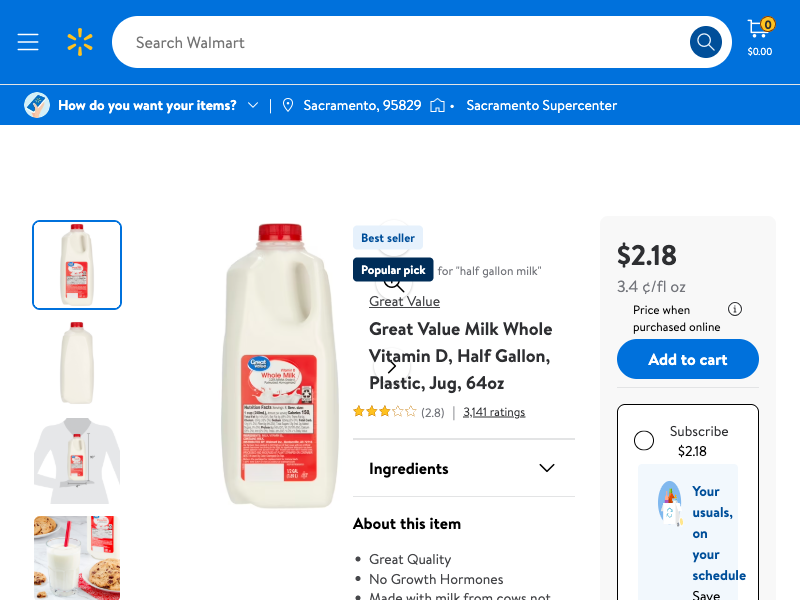 Search Walmart
0
$0.00
How do you want your items? | Sacramento, 95829 • Sacramento Supercenter
Best seller
Popular pick for "half gallon milk"
Great Value
Great Value Milk Whole
Vitamin D, Half Gallon,
Plastic, Jug, 64oz
(2.8) | 3,141 ratings
Ingredients
About this item
• Great Quality
• No Growth Hormones
• Made with milk from cows not
$2.18
3.4 ¢/fl oz
Price when
purchased online
Add to cart
Subscribe
$2.18
Your
usuals,
on
your
schedule
Save
Great Value
Vitamin D
Whole Milk
Nutrition Facts